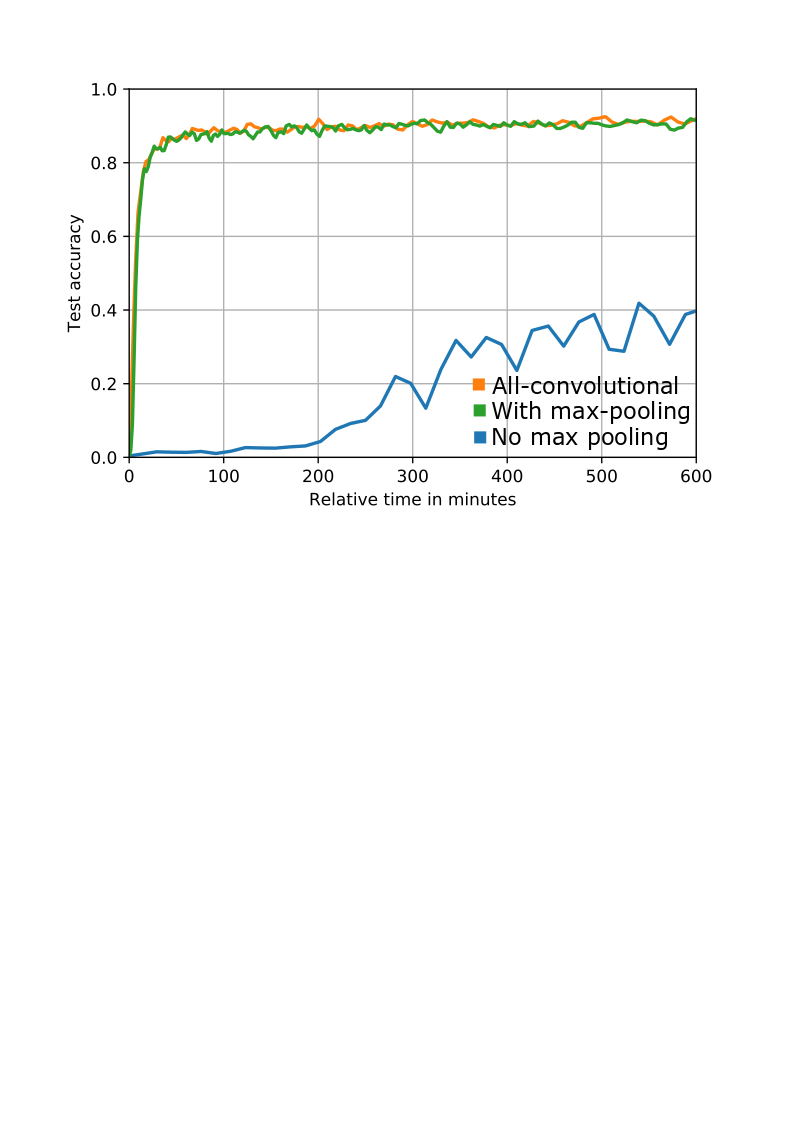 1.0
0.8
0.6
0.4
0.2
0.0
Test accuracy
All-convolutional
With max-pooling
No max pooling
0 100 200 300 400 500 600
Relative time in minutes